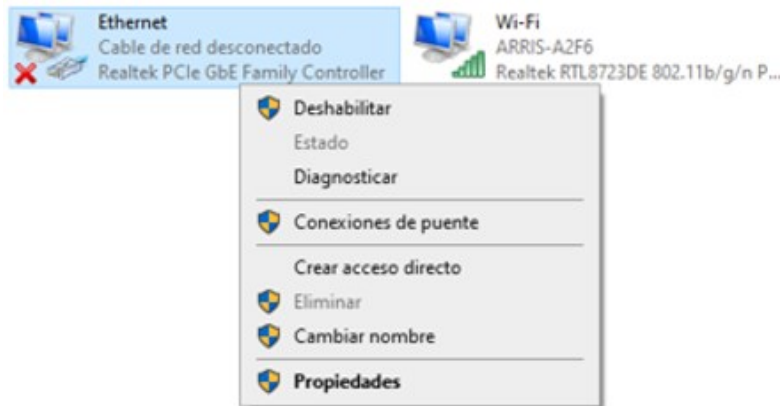 Ethernet
Cable de red desconectado
Realtek PCIe GbE Family Controller
Wi-Fi
ARRIS-A2F6
Realtek RTL8723DE 802.11b/g/n P...
Deshabilitar
Estado
Diagnosticar
Conexiones de puente
Crear acceso directo
Eliminar
Cambiar nombre
Propiedades